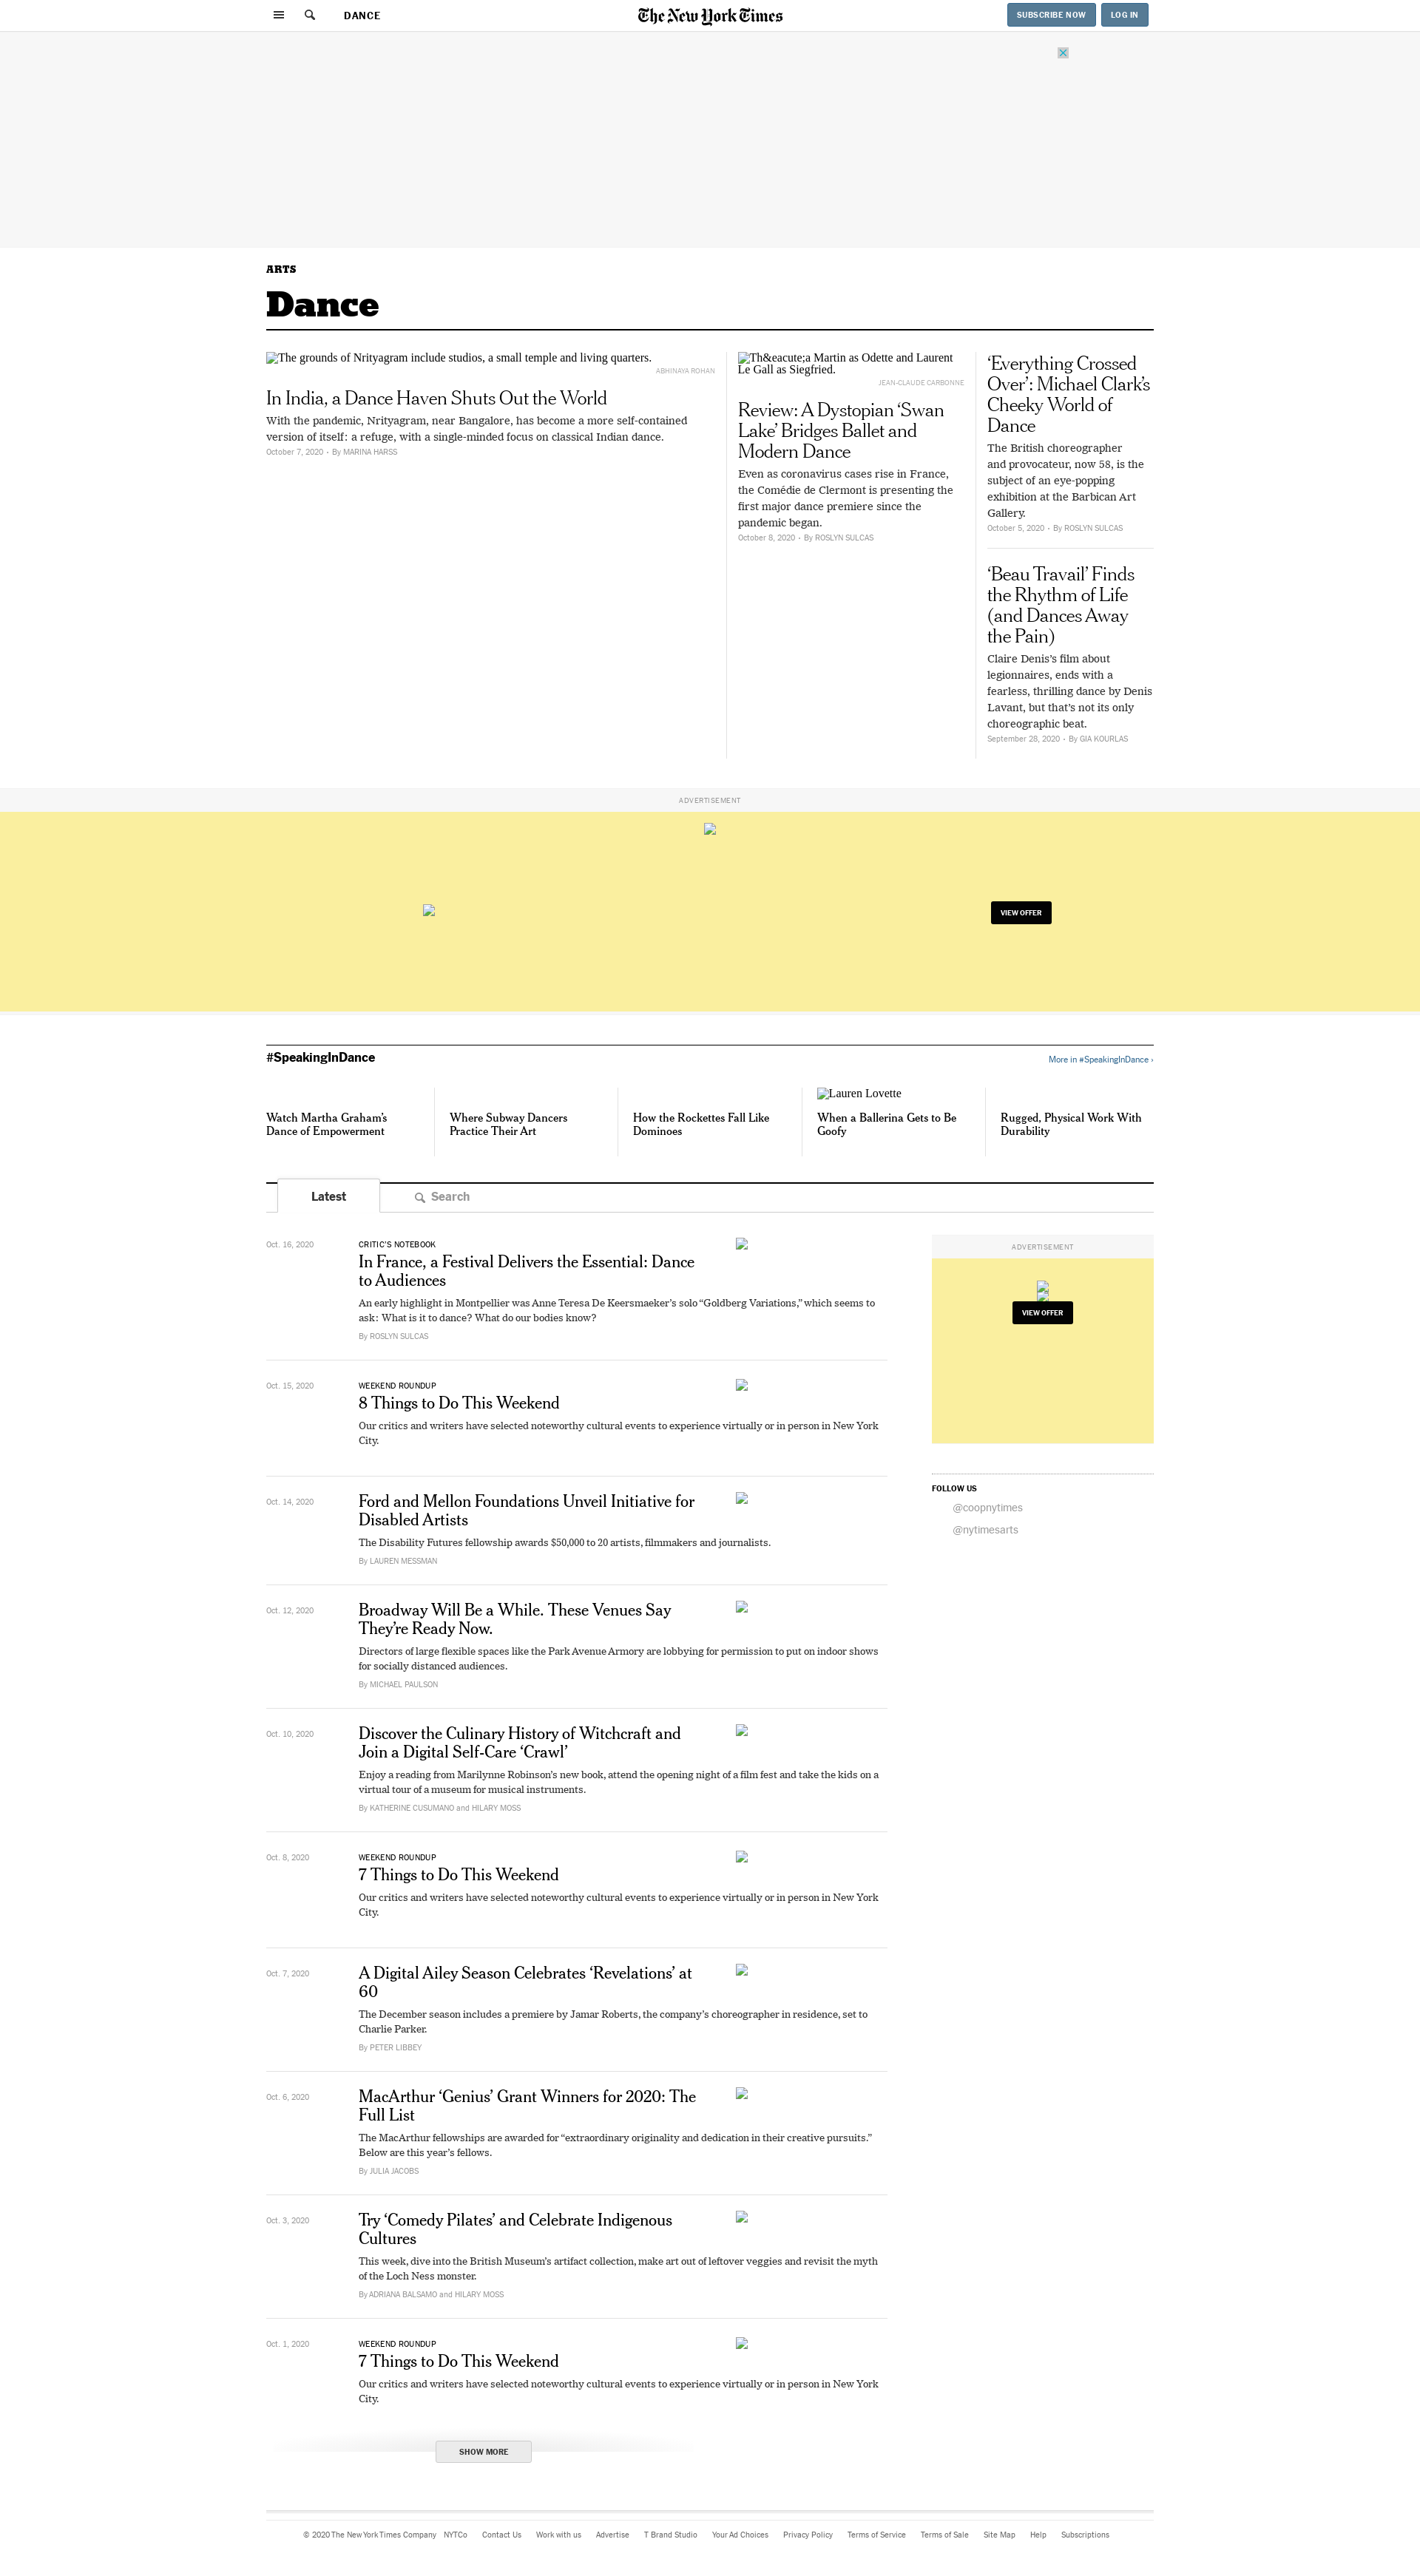 DANCE
The New York Times
SUBSCRIBE NOW
LOG IN
ARTS
Dance
The grounds of Nrityagram include studios, a small temple and living quarters.
ABHINAYA ROHAN
In India, a Dance Haven Shuts Out the World
With the pandemic, Nrityagram, near Bangalore, has become a more self-contained
version of itself: a refuge, with a single-minded focus on classical Indian dance.
October 7, 2020 • By MARINA HARSS
Th&eacute;a Martin as Odette and Laurent
Le Gall as Siegfried.
JEAN-CLAUDE CARBONNE
Review: A Dystopian ‘Swan
Lake’ Bridges Ballet and
Modern Dance
Even as coronavirus cases rise in France,
the Comédie de Clermont is presenting the
first major dance premiere since the
pandemic began.
October 8, 2020 • By ROSLYN SULCAS
‘Everything Crossed
Over’: Michael Clark’s
Cheeky World of
Dance
The British choreographer
and provocateur, now 58, is the
subject of an eye-popping
exhibition at the Barbican Art
Gallery.
October 5, 2020 • By ROSLYN SULCAS
‘Beau Travail’ Finds
the Rhythm of Life
(and Dances Away
the Pain)
Claire Denis’s film about
legionnaires, ends with a
fearless, thrilling dance by Denis
Lavant, but that’s not its only
choreographic beat.
September 28, 2020 • By GIA KOURLAS
ADVERTISEMENT
VIEW OFFER
#SpeakingInDance
More in #SpeakingInDance ›
Watch Martha Graham’s
Dance of Empowerment
Where Subway Dancers
Practice Their Art
How the Rockettes Fall Like
Dominoes
Lauren Lovette
When a Ballerina Gets to Be
Goofy
Rugged, Physical Work With
Durability
Latest
Search
Oct. 16, 2020
CRITIC’S NOTEBOOK
In France, a Festival Delivers the Essential: Dance
to Audiences
An early highlight in Montpellier was Anne Teresa De Keersmaeker’s solo “Goldberg Variations,” which seems to
ask: What is it to dance? What do our bodies know?
By ROSLYN SULCAS
Oct. 15, 2020
WEEKEND ROUNDUP
8 Things to Do This Weekend
Our critics and writers have selected noteworthy cultural events to experience virtually or in person in New York
City.
Oct. 14, 2020
Ford and Mellon Foundations Unveil Initiative for
Disabled Artists
The Disability Futures fellowship awards $50,000 to 20 artists, filmmakers and journalists.
By LAUREN MESSMAN
Oct. 12, 2020
Broadway Will Be a While. These Venues Say
They’re Ready Now.
Directors of large flexible spaces like the Park Avenue Armory are lobbying for permission to put on indoor shows
for socially distanced audiences.
By MICHAEL PAULSON
Oct. 10, 2020
Discover the Culinary History of Witchcraft and
Join a Digital Self-Care ‘Crawl’
Enjoy a reading from Marilynne Robinson’s new book, attend the opening night of a film fest and take the kids on a
virtual tour of a museum for musical instruments.
By KATHERINE CUSUMANO and HILARY MOSS
Oct. 8, 2020
WEEKEND ROUNDUP
7 Things to Do This Weekend
Our critics and writers have selected noteworthy cultural events to experience virtually or in person in New York
City.
Oct. 7, 2020
A Digital Ailey Season Celebrates ‘Revelations’ at
60
The December season includes a premiere by Jamar Roberts, the company’s choreographer in residence, set to
Charlie Parker.
By PETER LIBBEY
Oct. 6, 2020
MacArthur ‘Genius’ Grant Winners for 2020: The
Full List
The MacArthur fellowships are awarded for “extraordinary originality and dedication in their creative pursuits.”
Below are this year’s fellows.
By JULIA JACOBS
Oct. 3, 2020
Try ‘Comedy Pilates’ and Celebrate Indigenous
Cultures
This week, dive into the British Museum’s artifact collection, make art out of leftover veggies and revisit the myth
of the Loch Ness monster.
By ADRIANA BALSAMO and HILARY MOSS
Oct. 1, 2020
WEEKEND ROUNDUP
7 Things to Do This Weekend
Our critics and writers have selected noteworthy cultural events to experience virtually or in person in New York
City.
SHOW MORE
ADVERTISEMENT
VIEW OFFER
FOLLOW US
@coopnytimes
@nytimesarts
© 2020 The New York Times Company NYTCo Contact Us Work with us Advertise T Brand Studio Your Ad Choices Privacy Policy Terms of Service Terms of Sale Site Map Help Subscriptions